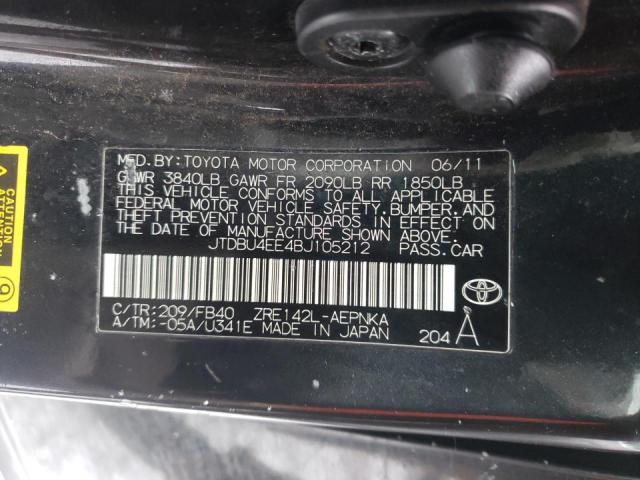 MFD.BY:TOYOTA MOTOR CORPORATION 06/11
GVWR 3840LB GAWR FR 2090LB RR 1850LB
THIS VEHICLE CONFORMS TO ALL APPLICABLE
FEDERAL MOTOR VEHICLE SAFETY,BUMPER,AND
THEFT PREVENTION STANDARDS IN EFFECT ON
THE DATE OF MANUFACTURE SHOWN ABOVE.
JTDBU4EE4BJ105212 PASS.CAR
C/TR:209/FB40 ZRE142L-AEPNKA
A/TM:-05A/U341E MADE IN JAPAN 204 A
CAUTION
ATTENTION